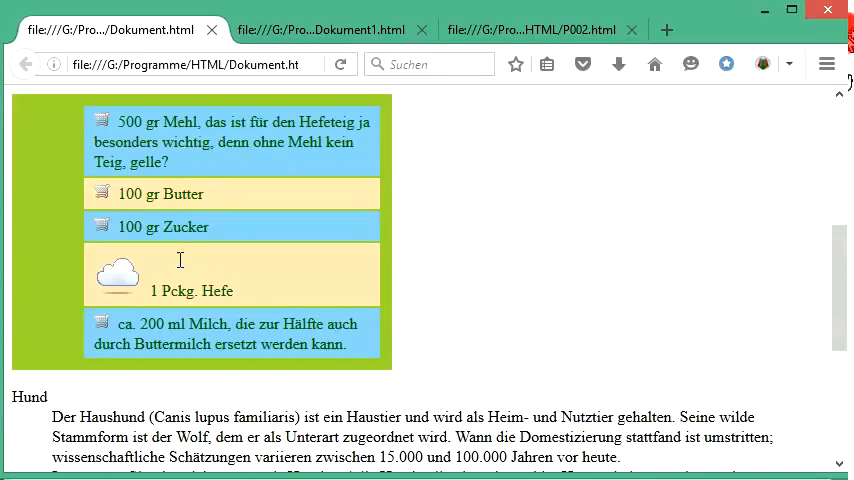 file:///G:/Pro.../Dokument.html
file:///G:/Pro...Dokument1.html
file:///G:/Pro...HTML/P002.html
file:///G:/Programme/HTML/Dokument.ht
Suchen
500 gr Mehl, das ist für den Hefeteig ja
besonders wichtig, denn ohne Mehl kein
Teig, gelle?
100 gr Butter
100 gr Zucker
1 Pckg. Hefe
ca. 200 ml Milch, die zur Hälfte auch
durch Buttermilch ersetzt werden kann.
Hund
Der Haushund (Canis lupus familiaris) ist ein Haustier und wird als Heim- und Nutztier gehalten. Seine wilde
Stammform ist der Wolf, dem er als Unterart zugeordnet wird. Wann die Domestizierung stattfand ist umstritten;
wissenschaftliche Schätzungen variieren zwischen 15.000 und 100.000 Jahren vor heute.